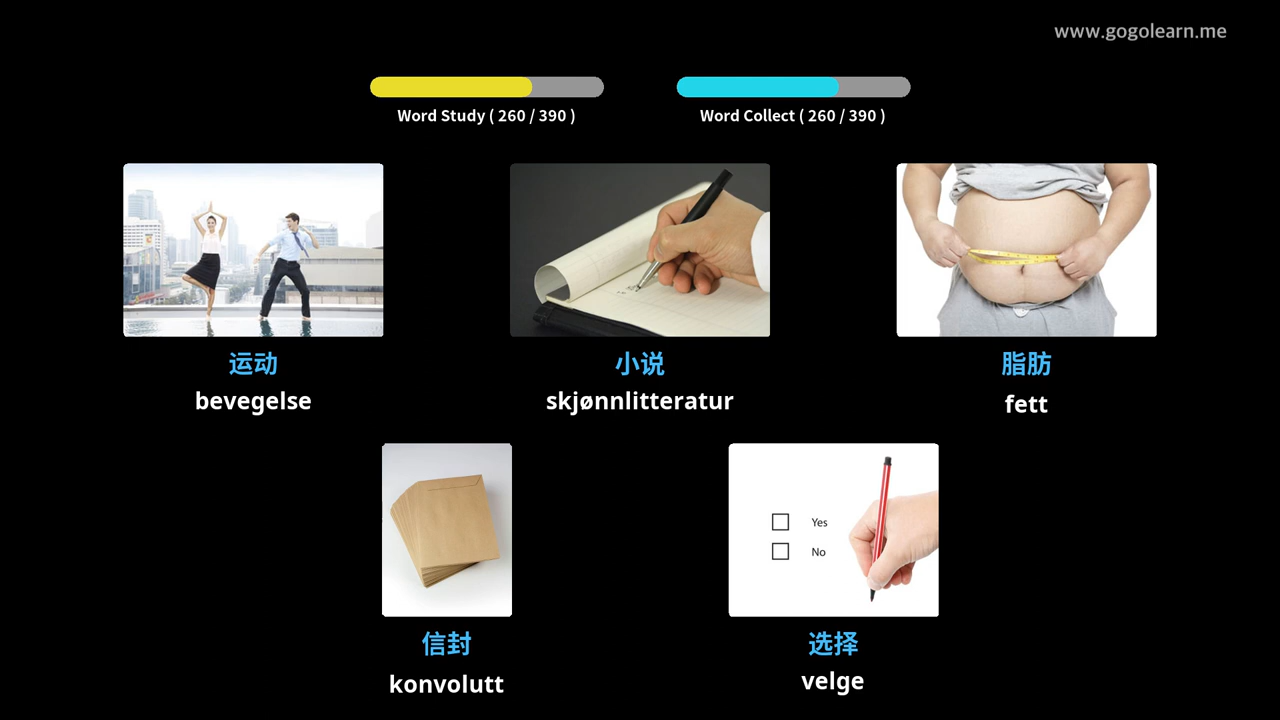 www.gogolearn.me
Word Study ( 260 / 390 )
Word Collect ( 260 / 390 )
运动
bevegelse
小说
skjønnlitteratur
脂肪
fett
Yes
No
信封
konvolutt
选择
velge